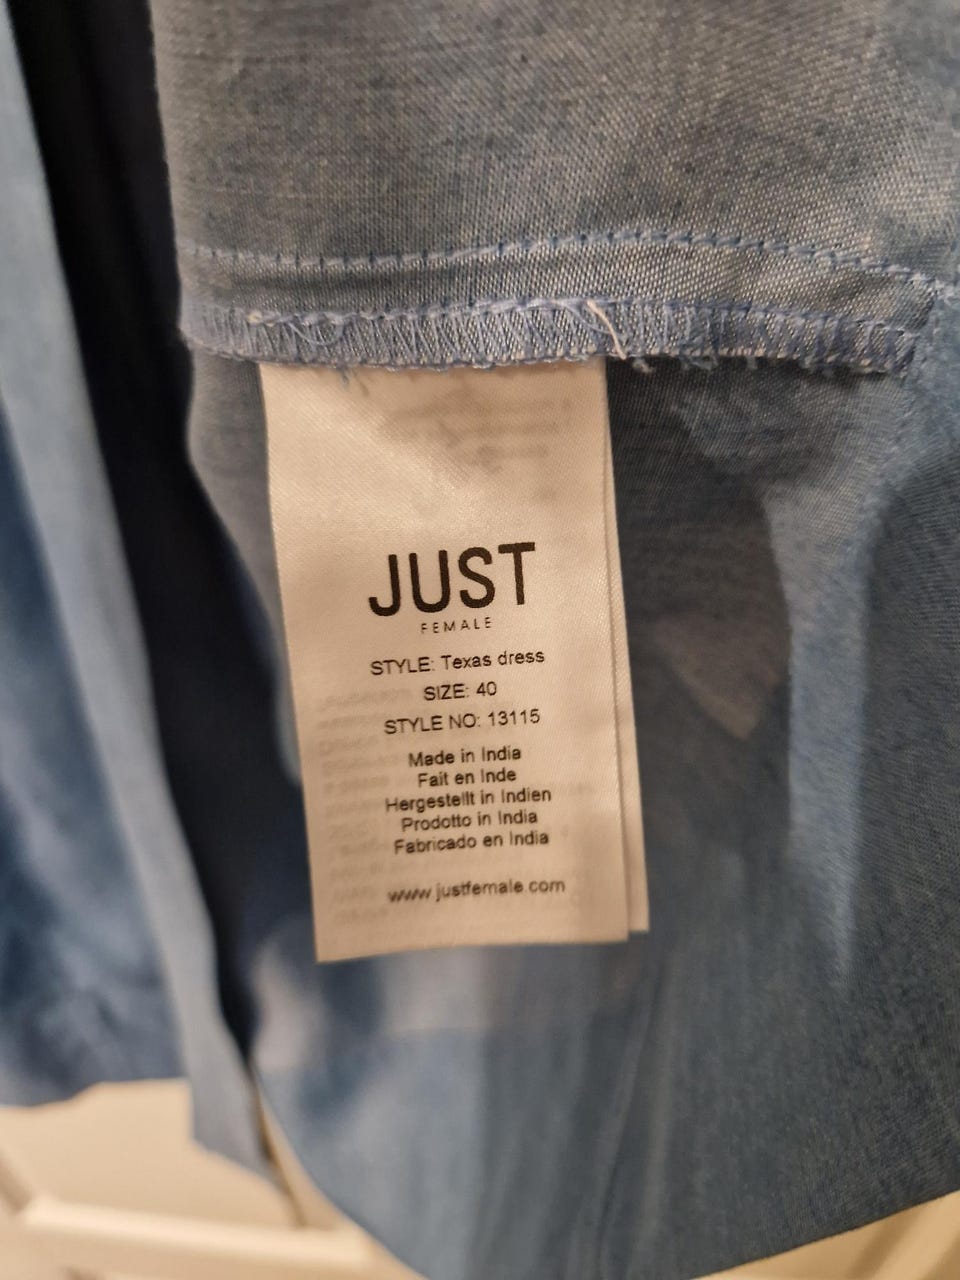 JUST
FEMALE
STYLE: Texas dress
SIZE: 40
STYLE NO: 13115
Made in India
Fait en Inde
Hergestellt in Indien
Prodotto in India
Fabricado en India
www.justfemale.com